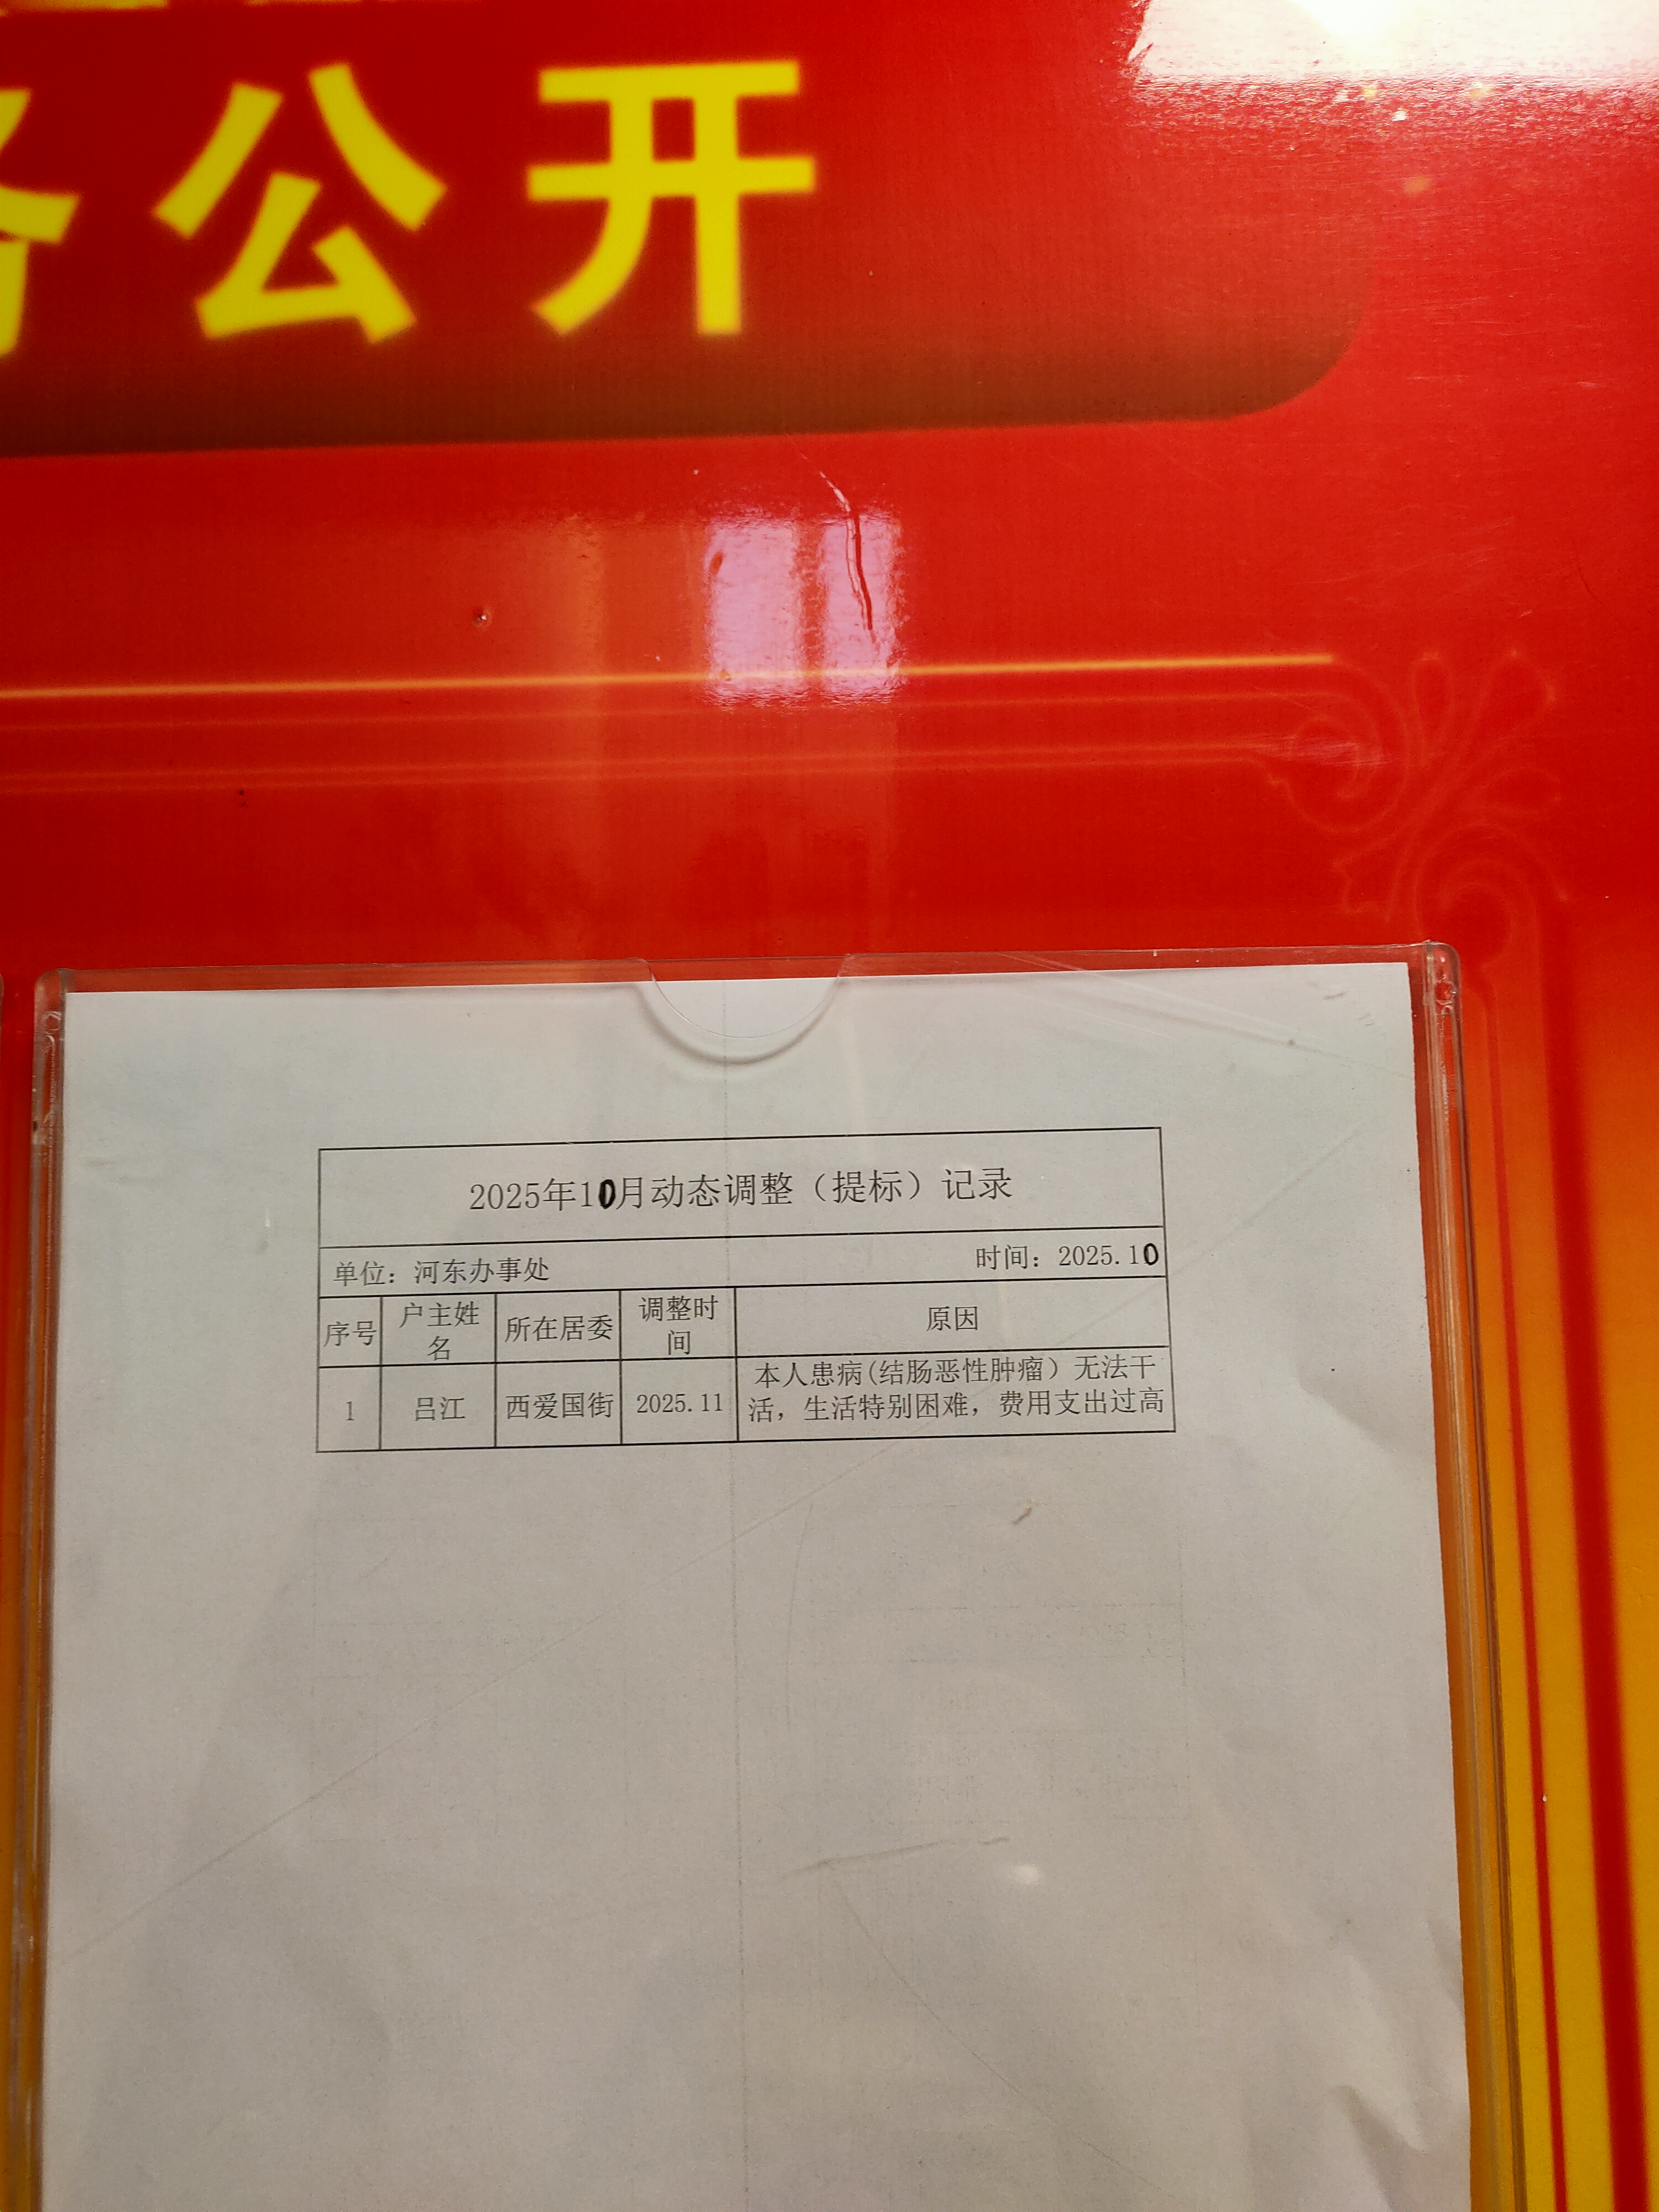 公开
2025年10月动态调整（提标）记录
单位：河东办事处 时间：2025.10
序号 户主姓名 所在居委 调整时间 原因
1 吕江 西爱国街 2025.11 本人患病(结肠恶性肿瘤）无法干
活，生活特别困难，费用支出过高